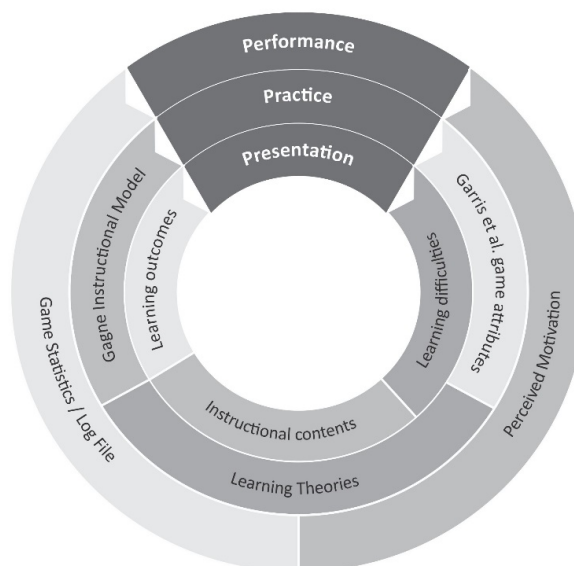 Performance
Practice
Presentation
Game Statistics / Log File
Gagne Instructional Model
Learning outcomes
Learning difficulties
Garris et al. game attributes
Perceived Motivation
Instructional contents
Learning Theories